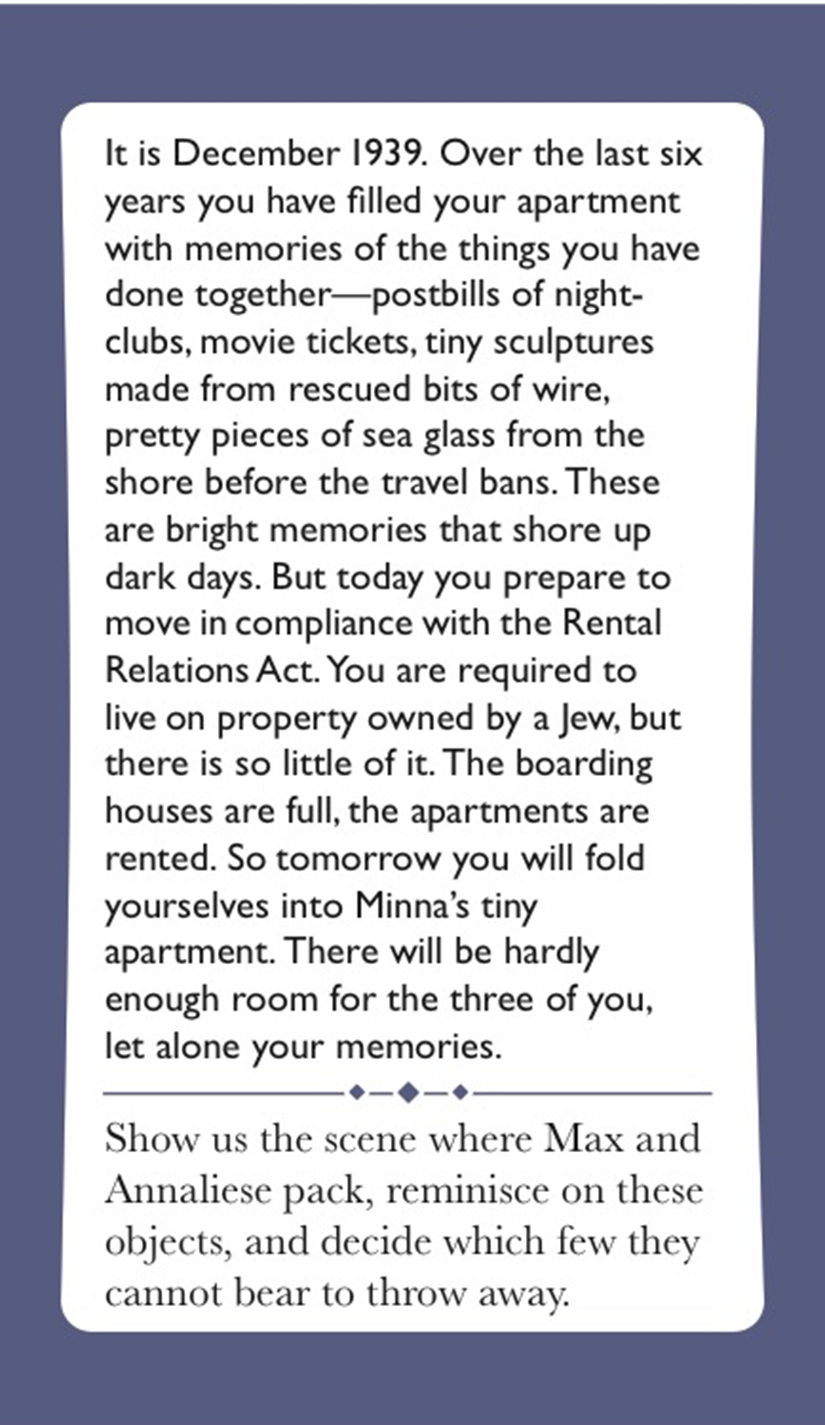 It is December 1939. Over the last six
years you have filled your apartment
with memories of the things you have
done together—postbills of night-
clubs, movie tickets, tiny sculptures
made from rescued bits of wire,
pretty pieces of sea glass from the
shore before the travel bans. These
are bright memories that shore up
dark days. But today you prepare to
move in compliance with the Rental
Relations Act. You are required to
live on property owned by a Jew, but
there is so little of it. The boarding
houses are full, the apartments are
rented. So tomorrow you will fold
yourselves into Minna’s tiny
apartment. There will be hardly
enough room for the three of you,
let alone your memories.
Show us the scene where Max and
Annaliese pack, reminisce on these
objects, and decide which few they
cannot bear to throw away.